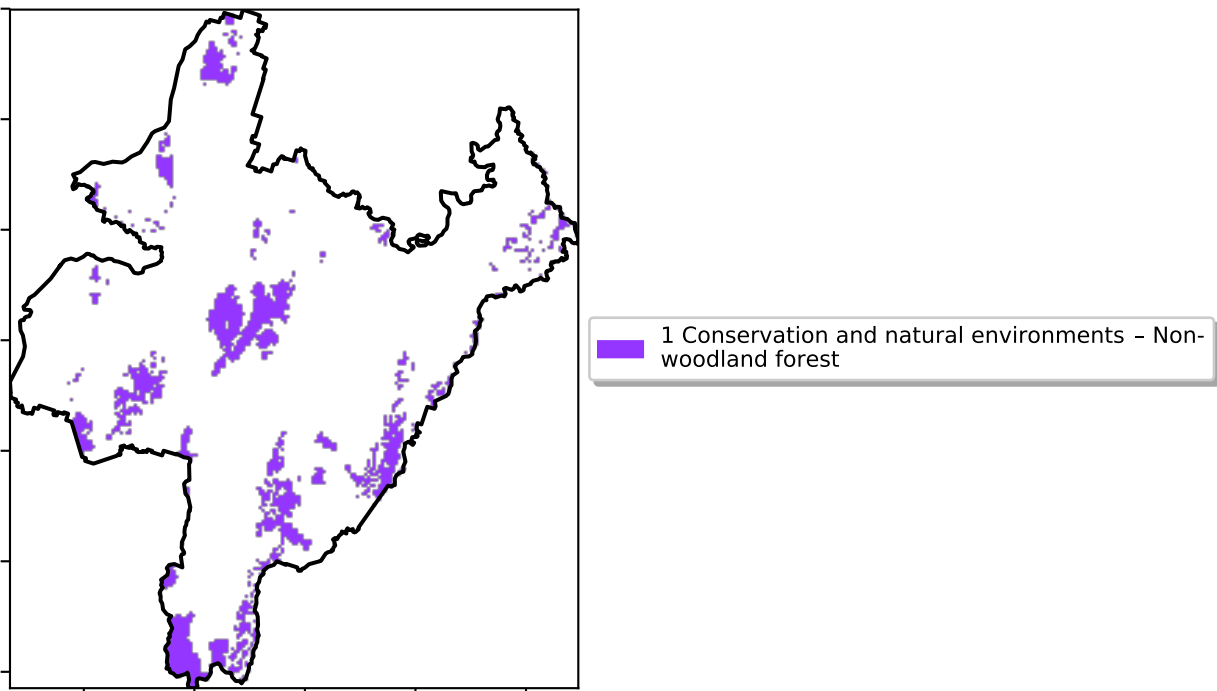 1 Conservation and natural environments – Non-
woodland forest